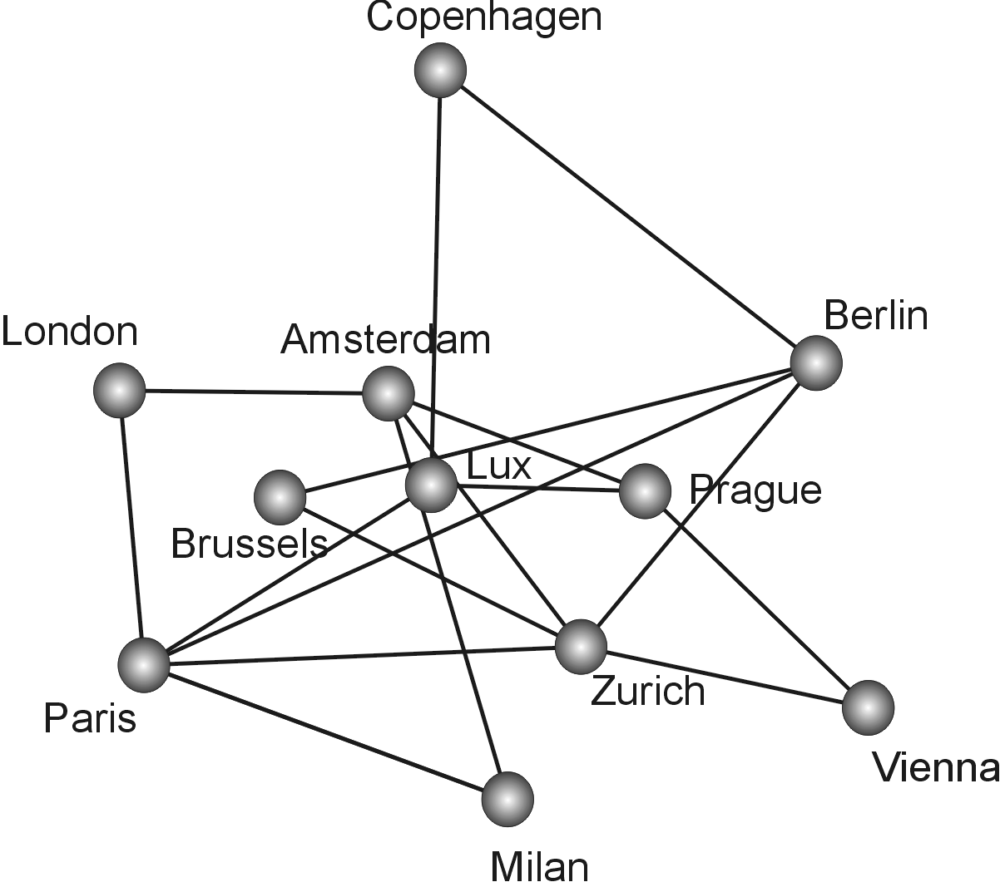 Copenhagen
Berlin
London
Amsterdam
Lux
Prague
Brussels
Zurich
Paris
Vienna
Milan